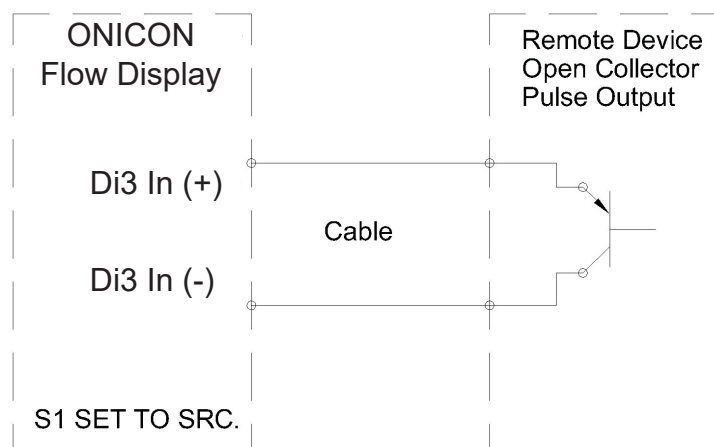 ONICON
Flow Display
Remote Device
Open Collector
Pulse Output
Di3 In (+)
Cable
Di3 In (-)
S1 SET TO SRC.